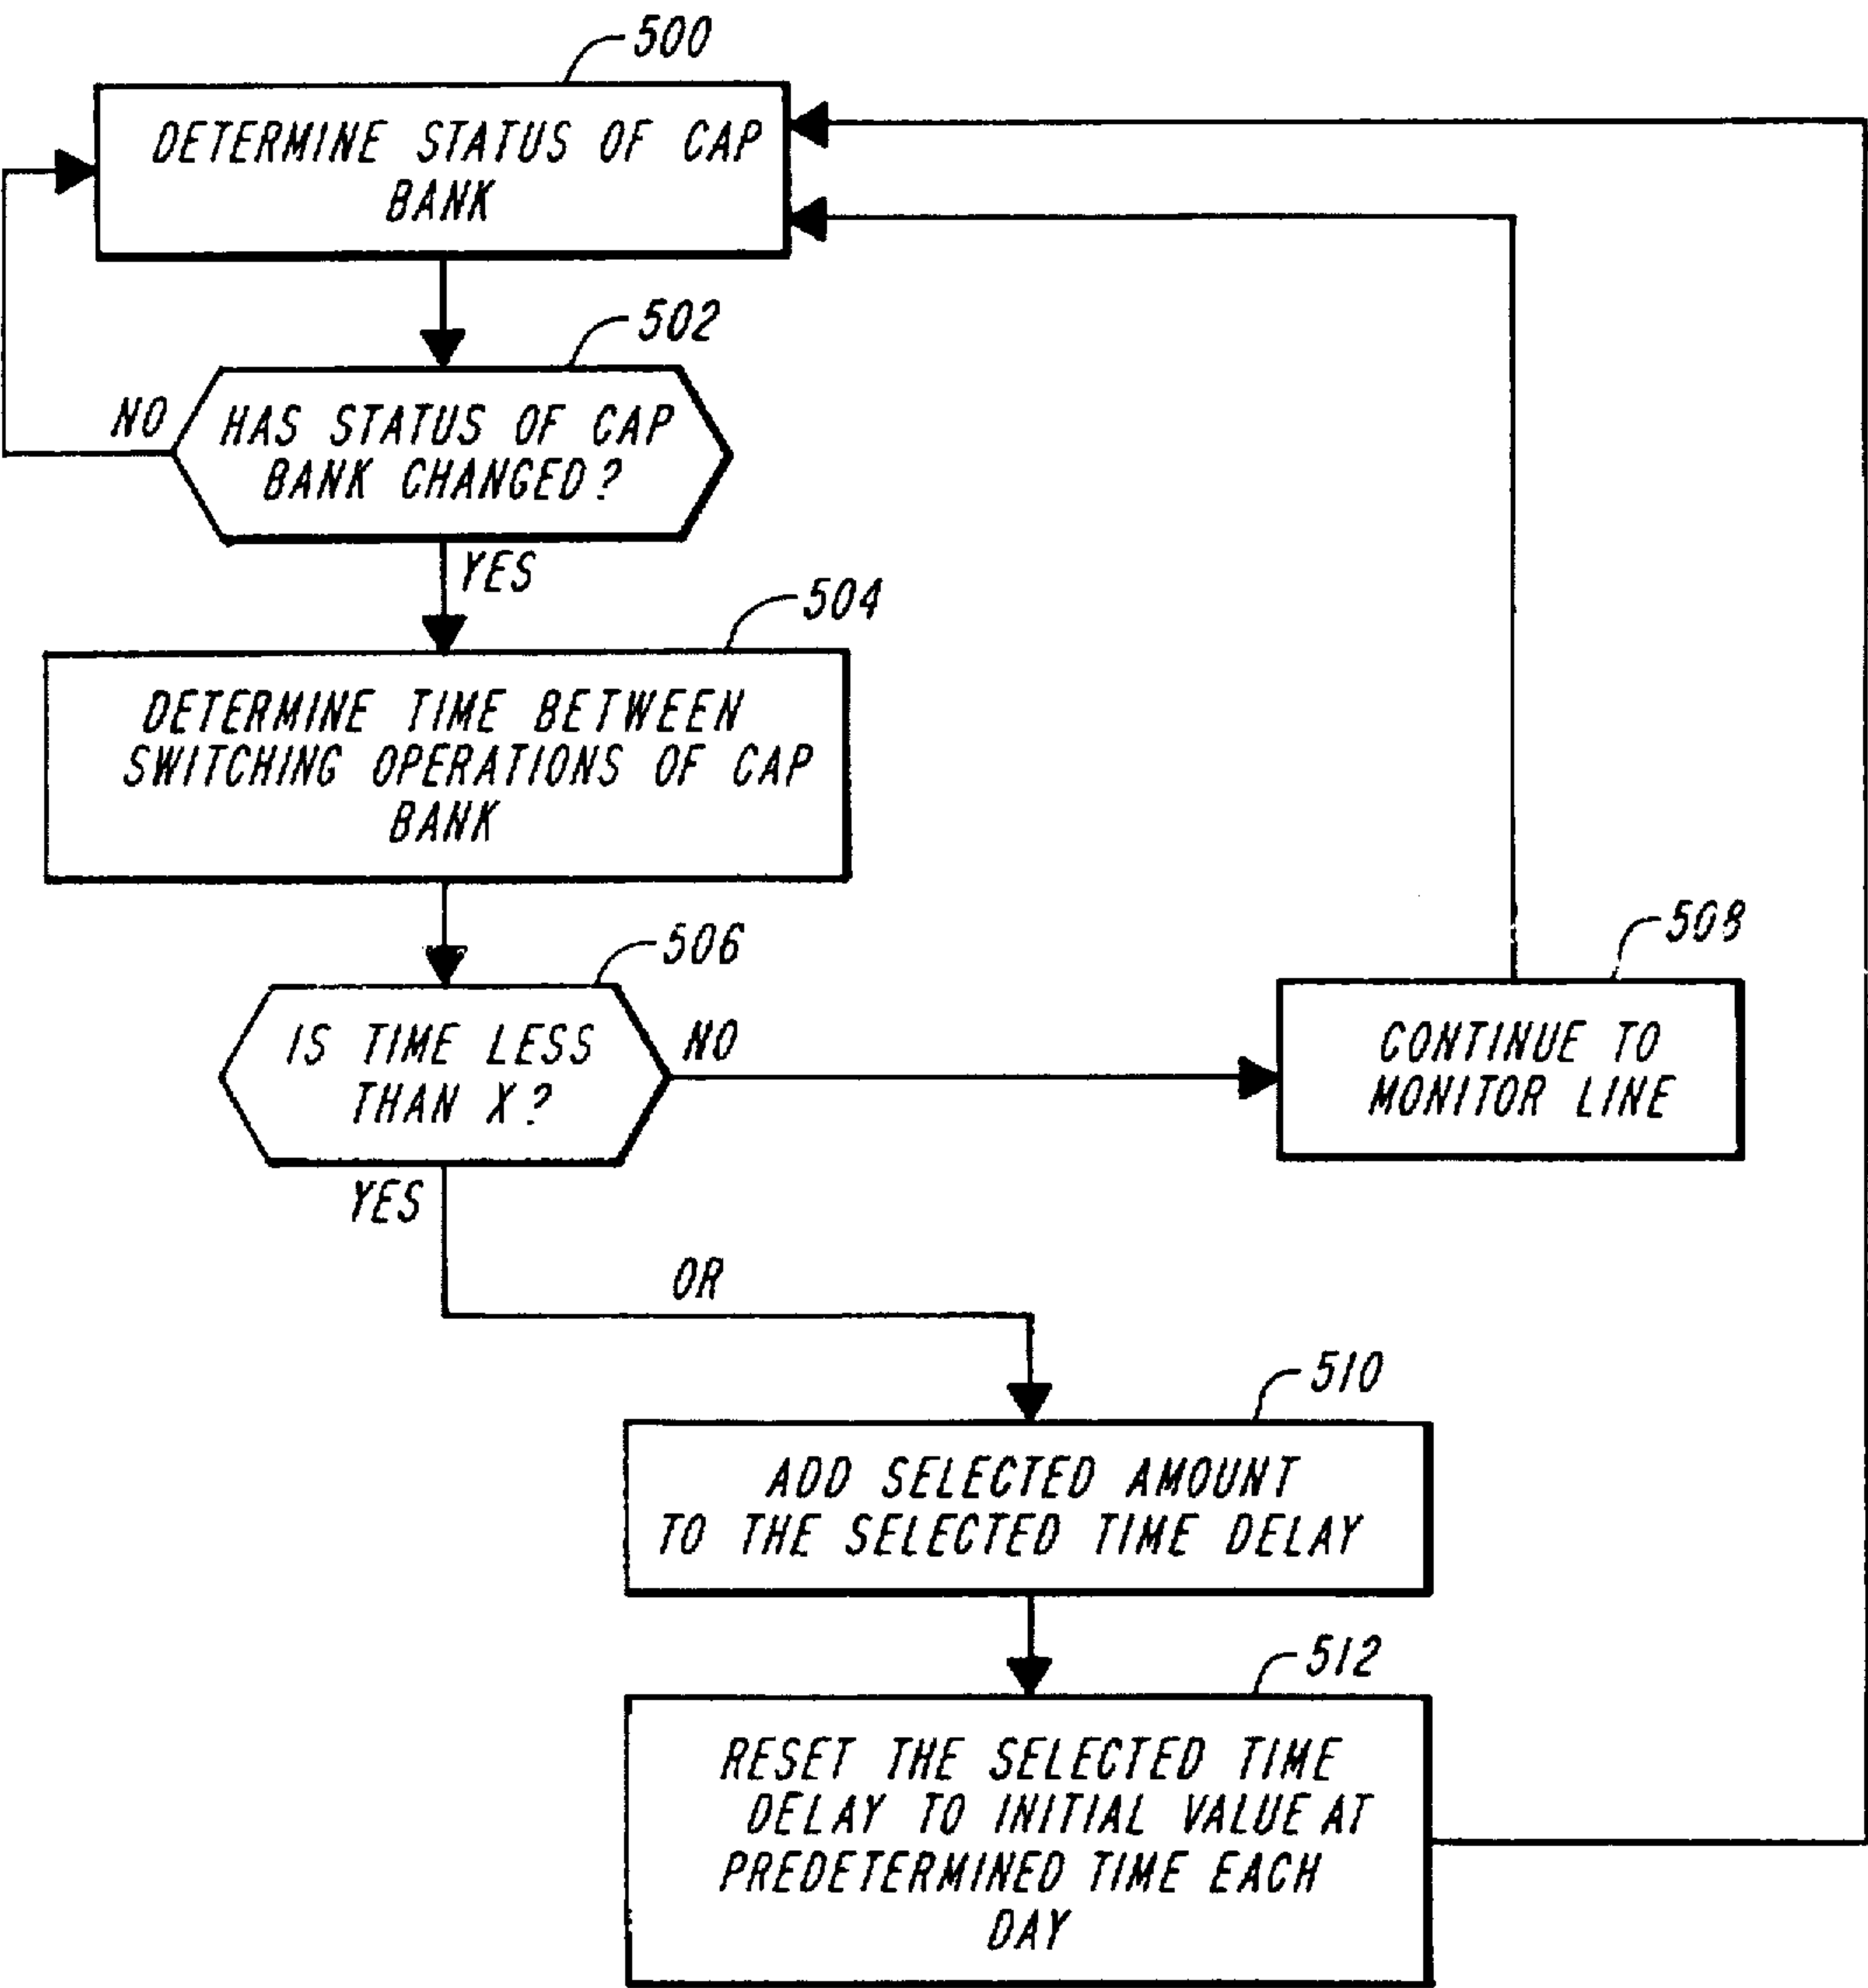 500
DETERMINE STATUS OF CAP
BANK
502
NO
HAS STATUS OF CAP
BANK CHANGED?
YES
504
DETERMINE TIME BETWEEN
SWITCHING OPERATIONS OF CAP
BANK
506
IS TIME LESS
THAN X?
NO
508
CONTINUE TO
MONITOR LINE
YES
OR
510
ADD SELECTED AMOUNT
TO THE SELECTED TIME DELAY
512
RESET THE SELECTED TIME
DELAY TO INITIAL VALUE AT
PREDETERMINED TIME EACH
DAY